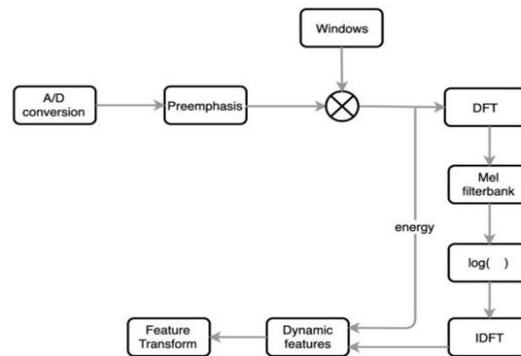 Windows
A/D
conversion
Preemphasis
DFT
Mel
filterbank
energy
log( )
Feature
Transform
Dynamic
features
IDFT